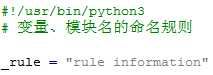 #!/usr/bin/python3
# 变量、模块名的命名规则
_rule = "rule information"